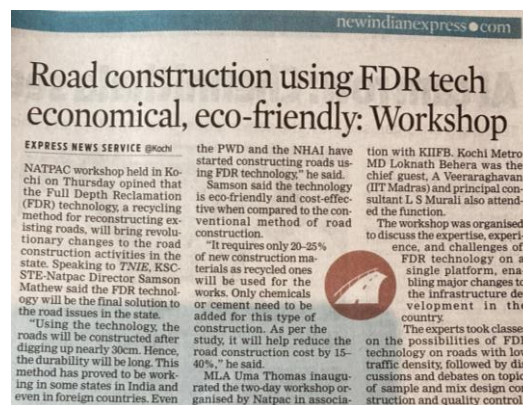 newindianexpress●com
Road construction using FDR tech
economical, eco-friendly: Workshop
EXPRESS NEWS SERVICE @Kochi
NATPAC workshop held in Ko-
chi on Thursday opined that
the Full Depth Reclamation
(FDR) technology, a recycling
method for reconstructing ex-
isting roads, will bring revolu-
tionary changes to the road
construction activities in the
state. Speaking to TNIE, KSC-
STE-Natpac Director Samson
Mathew said the FDR technol-
ogy will be the final solution to
the road issues in the state.
“Using the technology, the
roads will be constructed after
digging up nearly 30cm. Hence,
the durability will be long. This
method has proved to be work-
ing in some states in India and
even in foreign countries. Even
the PWD and the NHAI have
started constructing roads us-
ing FDR technology,” he said.
Samson said the technology
is eco-friendly and cost-effec-
tive when compared to the con-
ventional method of road
construction.
“It requires only 20–25%
of new construction ma-
terials as recycled ones
will be used for the
works. Only chemicals
or cement need to be
added for this type of
construction. As per the
study, it will help reduce the
road construction cost by 15–
40%,” he said.
MLA Uma Thomas inaugu-
rated the two-day workshop or-
ganised by Natpac in associa-
tion with KIIFB. Kochi Metro
MD Loknath Behera was the
chief guest, A Veeraraghavan
(IIT Madras) and principal con-
sultant L S Murali also attend-
ed the function.
The workshop was organised
to discuss the expertise, experi-
ence, and challenges of
FDR technology on a
single platform, ena
bling major changes to
the infrastructure de
velopment in the
country.
The experts took classes
on the possibilities of FDR
technology on roads with low
traffic density, followed by dis
cussions and debates on topic
of sample and mix design con
struction and quality control